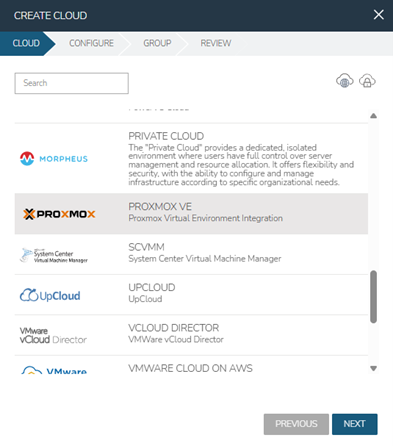 CREATE CLOUD
CLOUD
CONFIGURE
GROUP
REVIEW
Search
MORPHEUS
PRIVATE CLOUD
The "Private Cloud" provides a dedicated, isolated
environment where users have full control over server
management and resource allocation. It offers flexibility and
security, with the ability to configure and manage
infrastructure according to specific organizational needs.
PROXMOX
PROXMOX VE
Proxmox Virtual Environment Integration
System Center
Virtual Machine Manager
SCVMM
System Center Virtual Machine Manager
UpCloud
UPCLOUD
UpCloud
VMware
vCloud Director
VCLOUD DIRECTOR
VMWare vCloud Director
VMware
VMWARE CLOUD ON AWS
PREVIOUS
NEXT